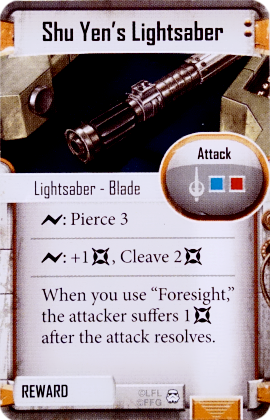 Shu Yen's Lightsaber
Attack
Lightsaber - Blade
: Pierce 3
: +1, Cleave 2
When you use "Foresight,"
the attacker suffers 1
after the attack resolves.
REWARD
©LFL
©FFG